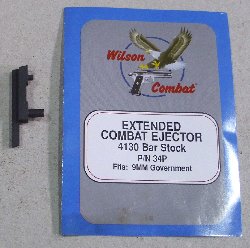 Wilson
Combat
EXTENDED
COMBAT EJECTOR
4130 Bar Stock
P/N 34P
Fits: 9MM Government